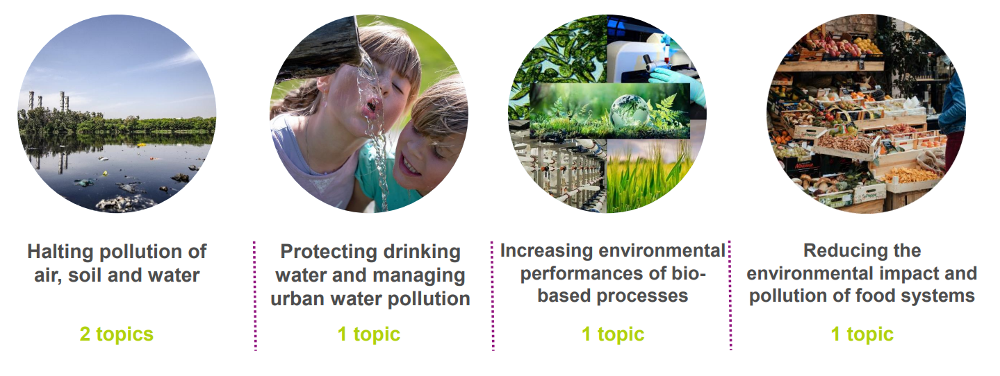 Halting pollution of
air, soil and water
2 topics
Protecting drinking
water and managing
urban water pollution
1 topic
Increasing environmental
performances of bio-
based processes
1 topic
Reducing the
environmental impact and
pollution of food systems
1 topic